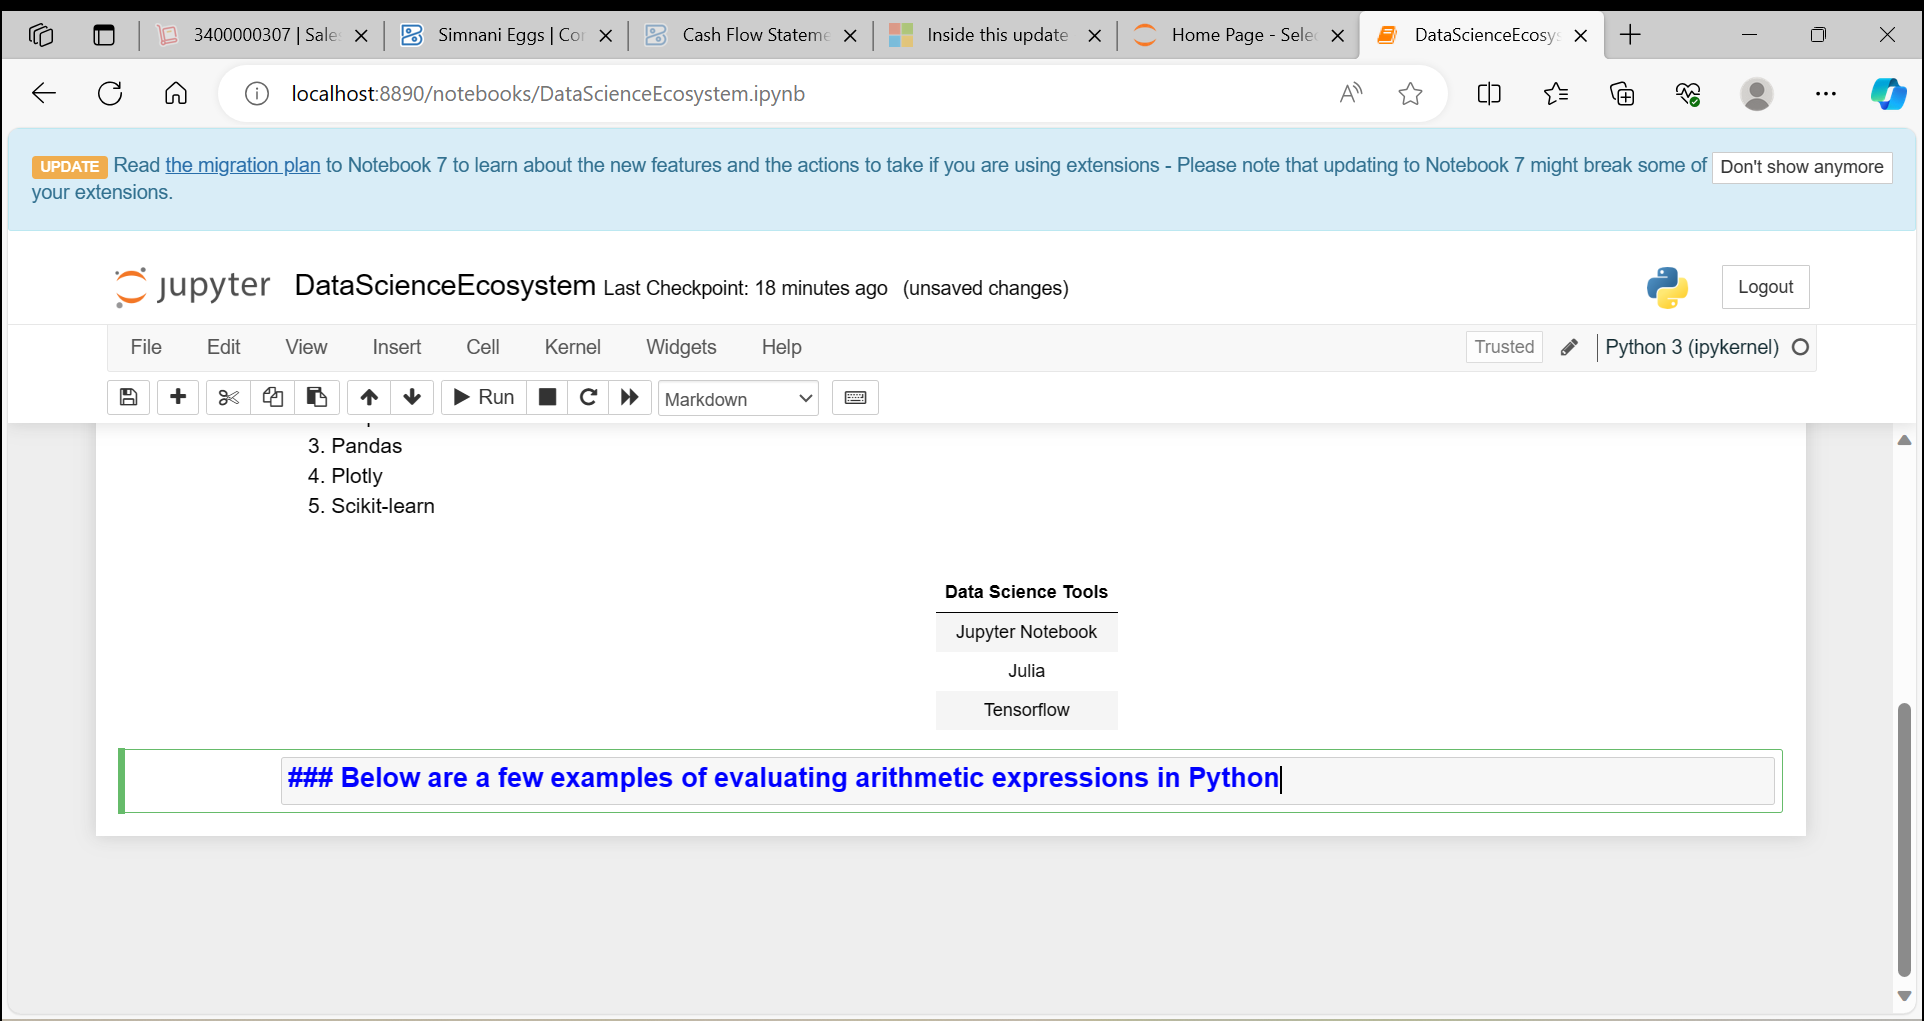 3400000307 | Sale
Simnani Eggs | Co
Cash Flow Stateme
Inside this update
Home Page - Selec
DataScienceEcosys
localhost:8890/notebooks/DataScienceEcosystem.ipynb
UPDATE Read the migration plan to Notebook 7 to learn about the new features and the actions to take if you are using extensions - Please note that updating to Notebook 7 might break some of
your extensions.
Don't show anymore
jupyter DataScienceEcosystem Last Checkpoint: 18 minutes ago (unsaved changes)
Logout
File Edit View Insert Cell Kernel Widgets Help
Trusted
Python 3 (ipykernel)
Run
Markdown
3. Pandas
4. Plotly
5. Scikit-learn
Data Science Tools
Jupyter Notebook
Julia
Tensorflow
### Below are a few examples of evaluating arithmetic expressions in Python